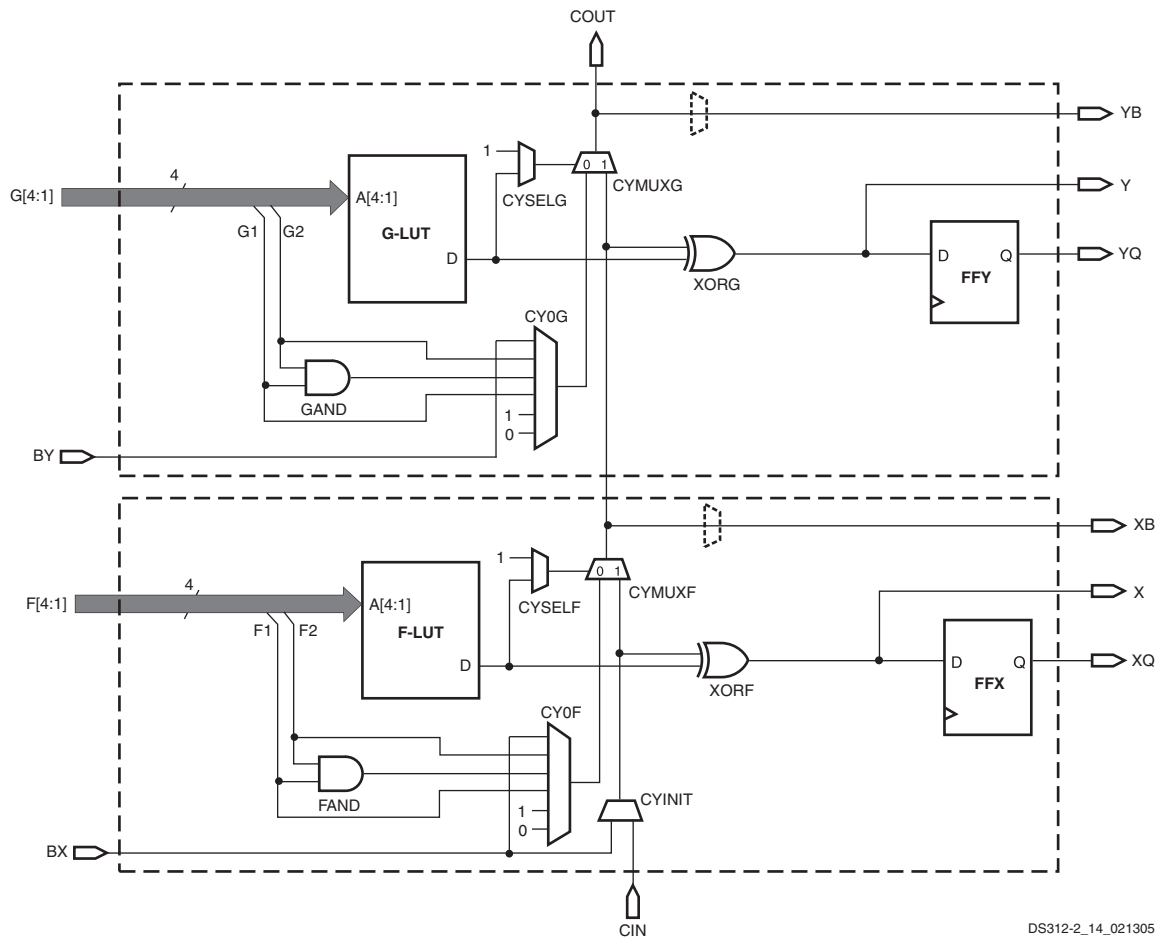 COUT
YB
4
1
0 1
CYMUXG
Y
G[4:1]
A[4:1]
CYSELG
G1
G2
G-LUT
D
D
Q
YQ
XORG
FFY
CY0G
GAND
1
0
BY
XB
1
0 1
4
CYSELF
CYMUXF
X
F[4:1]
A[4:1]
F1
F2
F-LUT
D
D
Q
XQ
XORF
FFX
CY0F
FAND
CYINIT
1
0
BX
CIN
DS312-2_14_021305